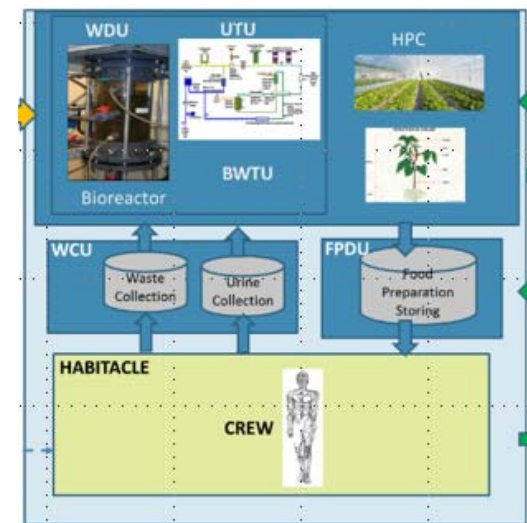 WDU
UTU
HPC
BWTU
Bioreactor
WCU
FPDU
Waste
Collection
Urine
Collection
Food
Preparation
Storing
HABITACLE
CREW